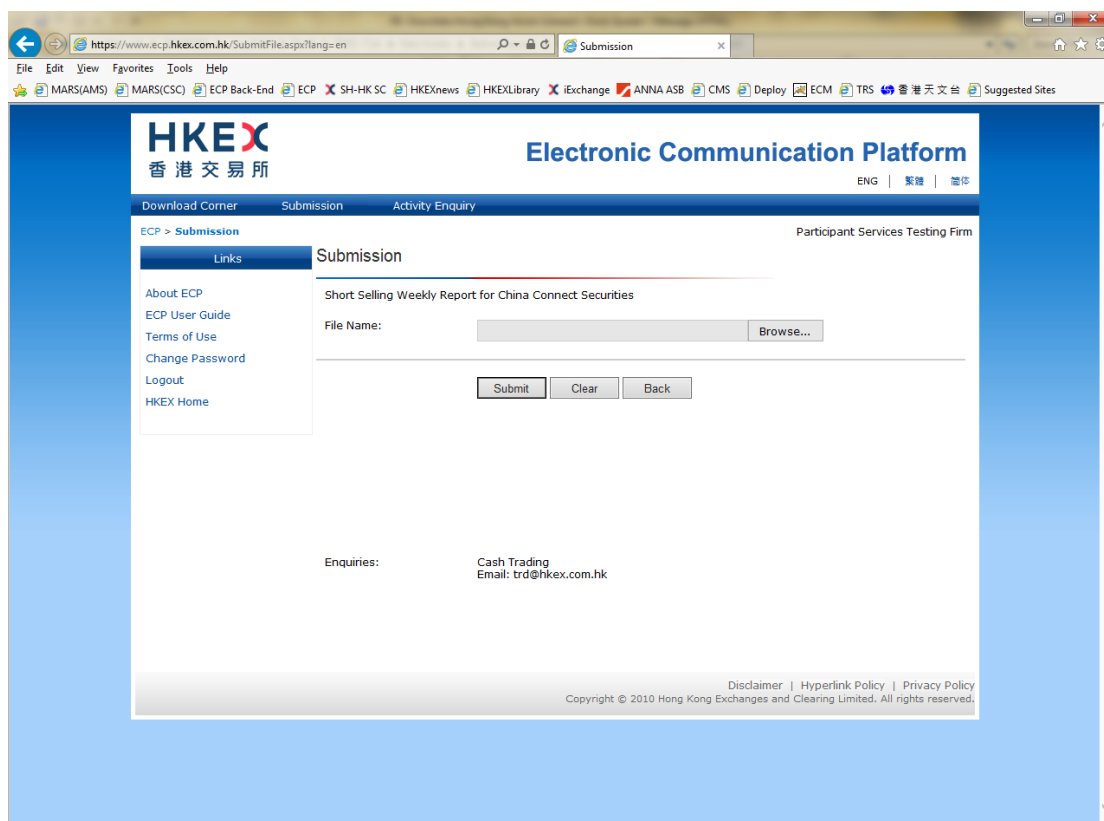 https://www.ecp.hkex.com.hk/SubmitFile.aspx?lang=en
Submission
File Edit View Favorites Tools Help
MARS(AMS) MARS(CSC) ECP Back-End ECP SH-HK SC HKEXnews HKEXLibrary iExchange ANNA ASB CMS Deploy ECM TRS 香港天文台 Suggested Sites
HKEX
香港交易所
Electronic Communication Platform
ENG | 繁體 | 简体
Download Corner Submission Activity Enquiry
ECP > Submission
Participant Services Testing Firm
Links
About ECP
ECP User Guide
Terms of Use
Change Password
Logout
HKEX Home
Submission
Short Selling Weekly Report for China Connect Securities
File Name:
Browse...
Submit Clear Back
Enquiries: Cash Trading
Email: trd@hkex.com.hk
Disclaimer | Hyperlink Policy | Privacy Policy
Copyright © 2010 Hong Kong Exchanges and Clearing Limited. All rights reserved.